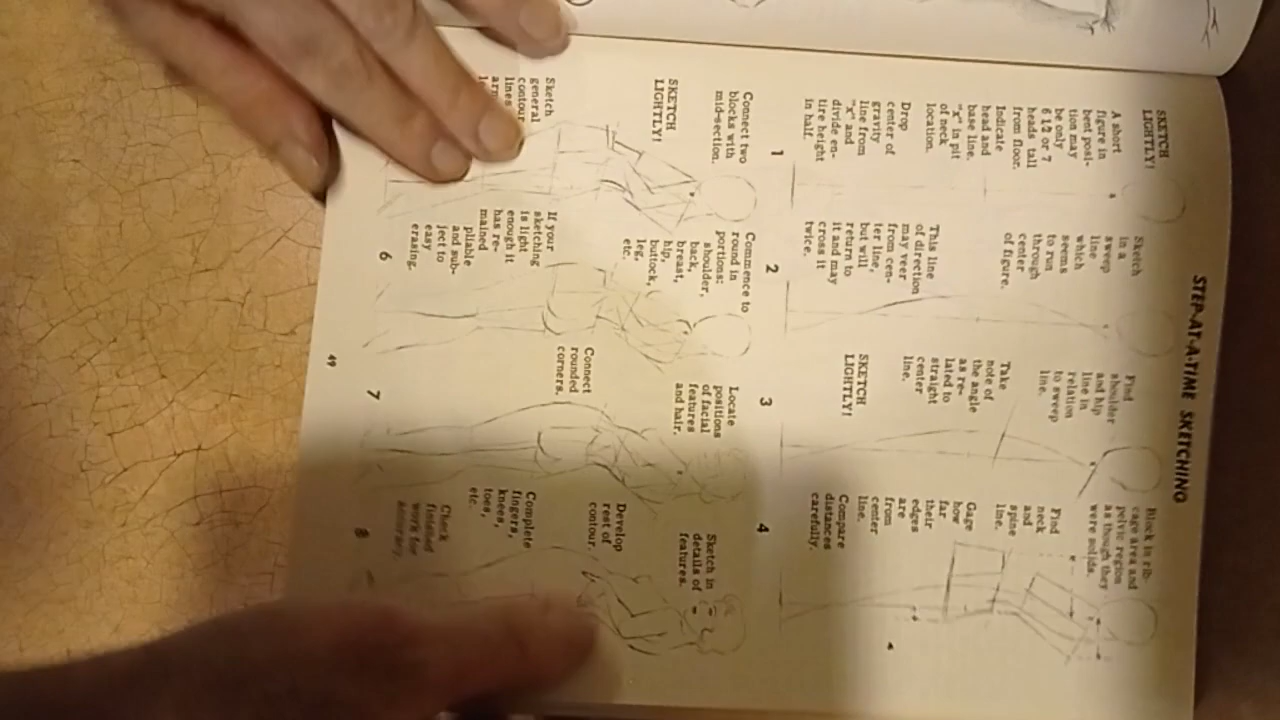 STEP-AT-A-TIME SKETCHING
SKETCH
LIGHTLY!
A short
figure in
bent posi-
tion may
be only
6 1/2 or 7
heads tall
from floor.
Indicate
head and
base line.
"x" in pit
of neck
location.
Drop
center of
gravity
line from
"x" and
divide en-
tire height
in half.
1
Sketch
in a
sweep
line
which
seems
to run
through
center
of figure.
This line
of direction
may veer
from cen-
ter line,
but will
return to
it and may
cross it
twice.
2
Find
shoulder
and hip
line in
relation
to sweep
line.
Take
note of
the angle
as re-
lated to
straight
center
line.
SKETCH
LIGHTLY!
3
Block in rib-
cage area and
pelvic region
as though they
were solids.
Find
neck
and
spine
line.
Gage
how
far
their
edges
are
from
center
line.
Compare
distances
carefully.
4
Connect two
blocks with
mid-section.
SKETCH
LIGHTLY!
Sketch
general
contour
lines
Commence to
round in
portions:
shoulder,
back,
breast,
hip,
buttock,
leg,
etc.
If your
sketching
is light
enough it
has re-
mained
pliable
and sub-
ject to
easy
erasing.
6
Locate
positions
of facial
features
and hair.
Connect
rounded
corners.
7
Sketch in
details of
features.
Develop
rest of
contour.
Complete
fingers,
knees,
toes,
etc.
Check
finished
work for
accuracy.
8
49